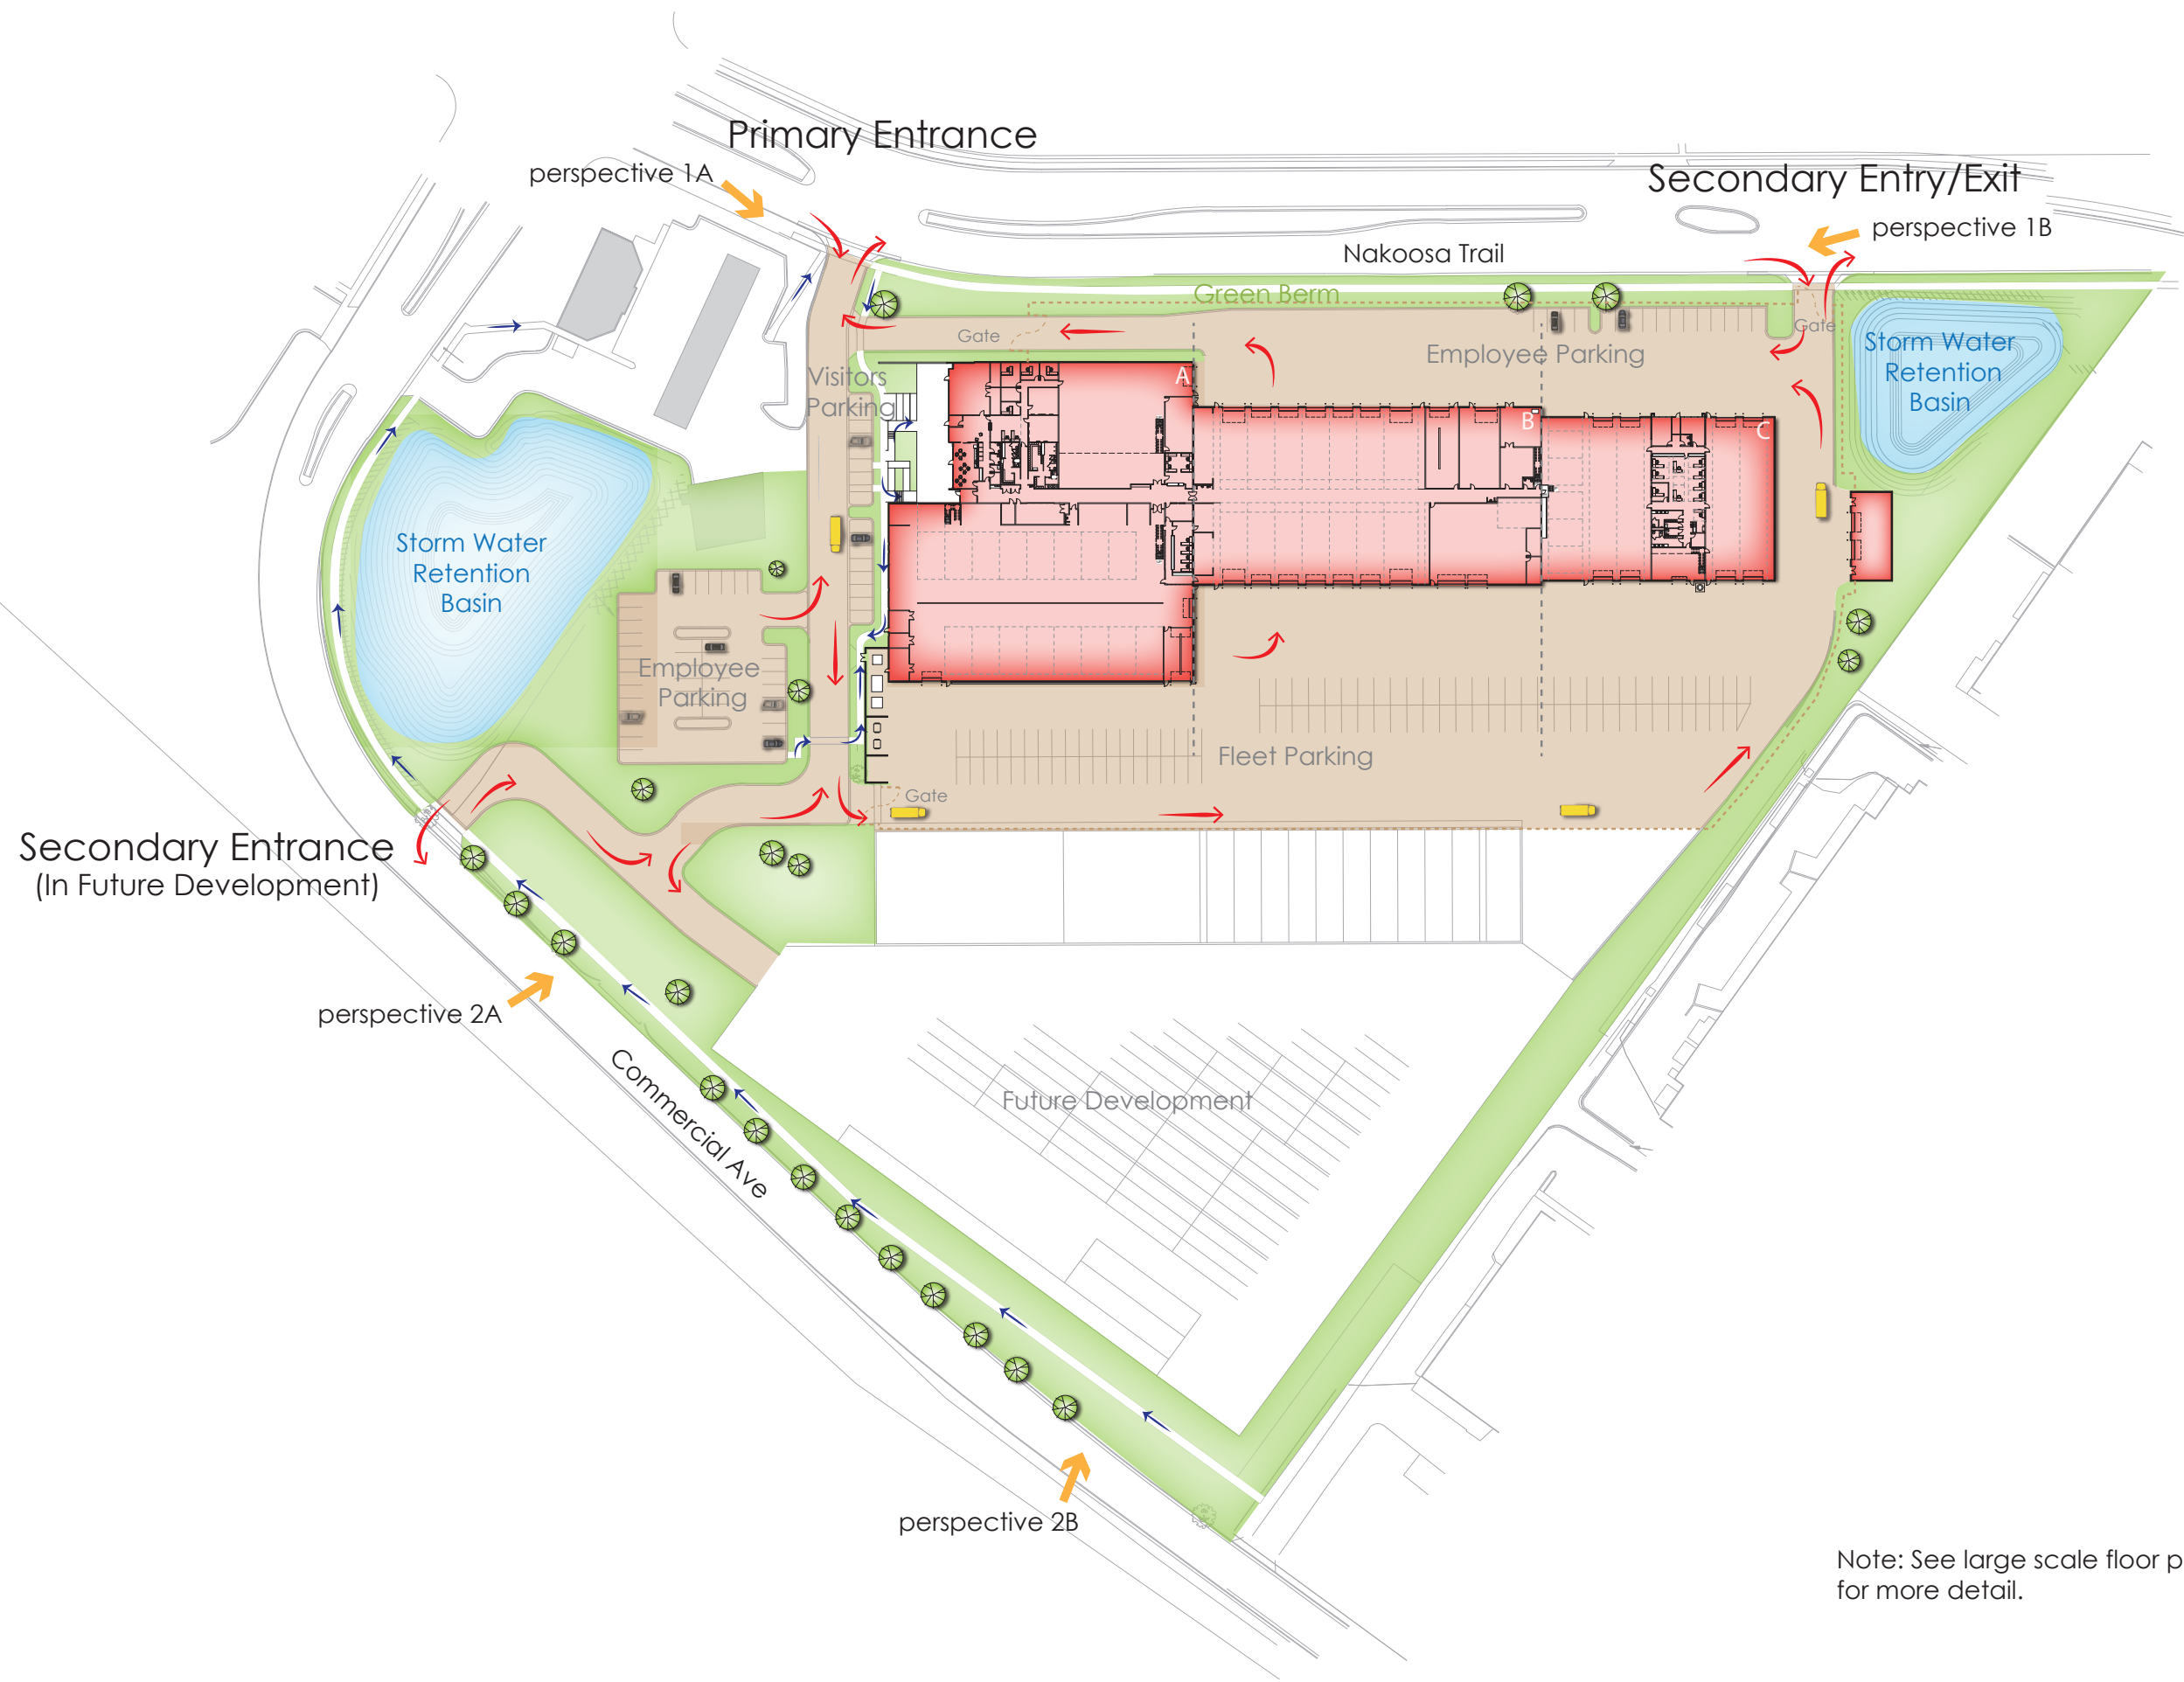 Primary Entrance
perspective 1A
Secondary Entry/Exit
perspective 1B
Nakoosa Trail
Green Berm
Gate
Employee Parking
Gate
Storm Water
Retention
Basin
Visitors
Parking
A
B
C
Storm Water
Retention
Basin
Employee
Parking
Fleet Parking
Gate
Secondary Entrance
(In Future Development)
perspective 2A
Commercial Ave
Future Development
perspective 2B
Note: See large scale floor p
for more detail.